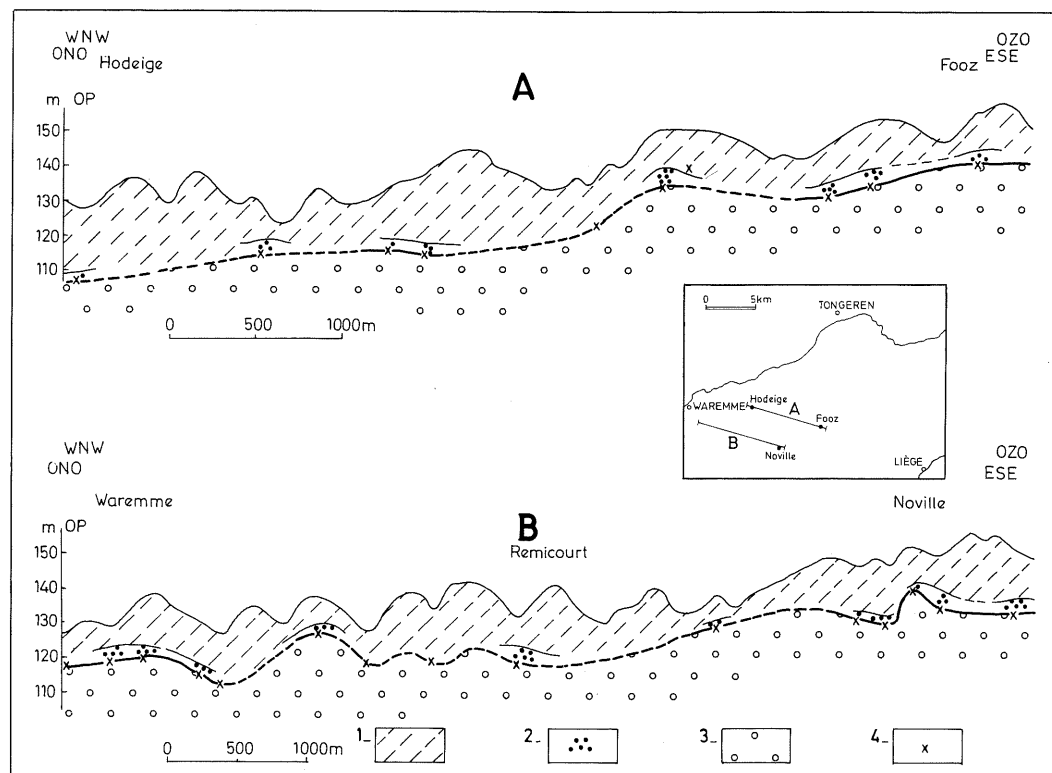 WNW
ONO
Hodeige
A
Fooz
OZO
ESE
m OP
150
140
130
120
110
0 500 1000m
0 5km
TONGEREN
WAREMME
Hodeige
A
Fooz
B
Noville
LIÈGE
WNW
ONO
Waremme
B
Remicourt
Noville
OZO
ESE
m OP
150
140
130
120
110
0 500 1000m
1_
2_
3_
4_ x